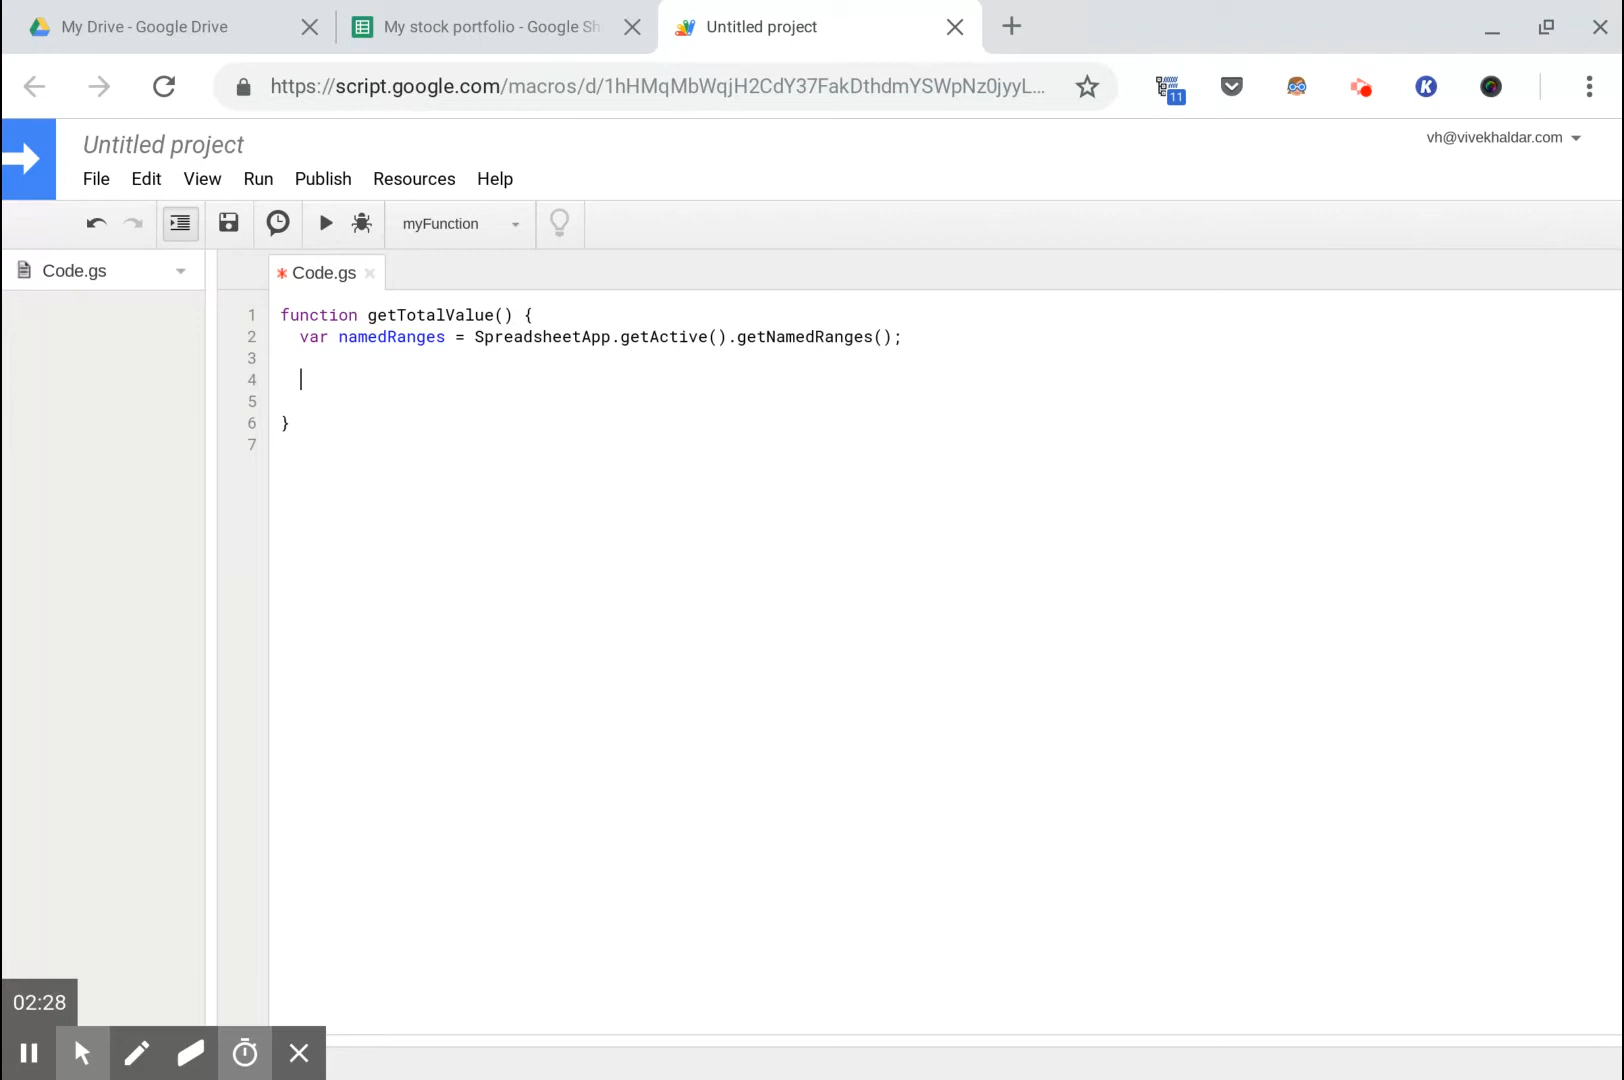 My Drive - Google Drive
My stock portfolio - Google Sh
Untitled project
https://script.google.com/macros/d/1hHMqMbWqjH2CdY37FakDthdmYSWpNz0jyyL...
11
K
Untitled project
vh@vivekhaldar.com
File Edit View Run Publish Resources Help
myFunction
Code.gs
* Code.gs
1 function getTotalValue() {
2 var namedRanges = SpreadsheetApp.getActive().getNamedRanges();
3
4
5
6 }
7
02:28